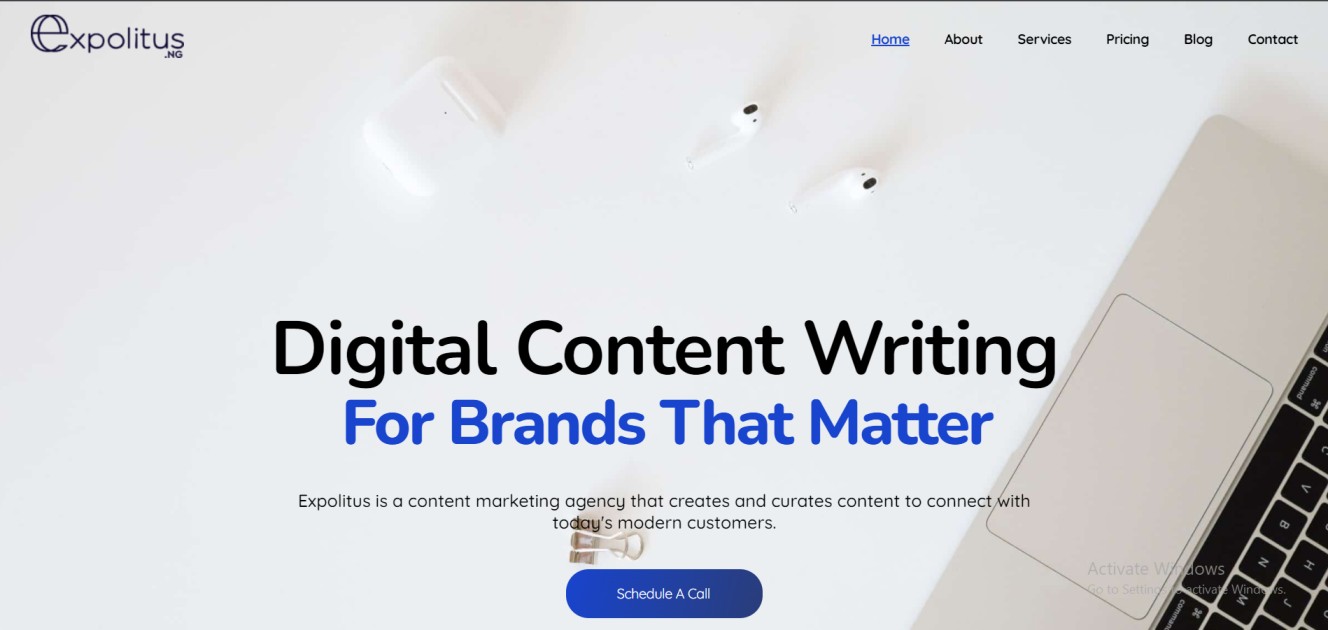 expolitus
.NG
Home About Services Pricing Blog Contact
Digital Content Writing
For Brands That Matter
Expolitus is a content marketing agency that creates and curates content to connect with
today's modern customers.
Schedule A Call
Activate Windows
Go to Settings to activate Windows.
command
command
C
V
B
N
M
H
J